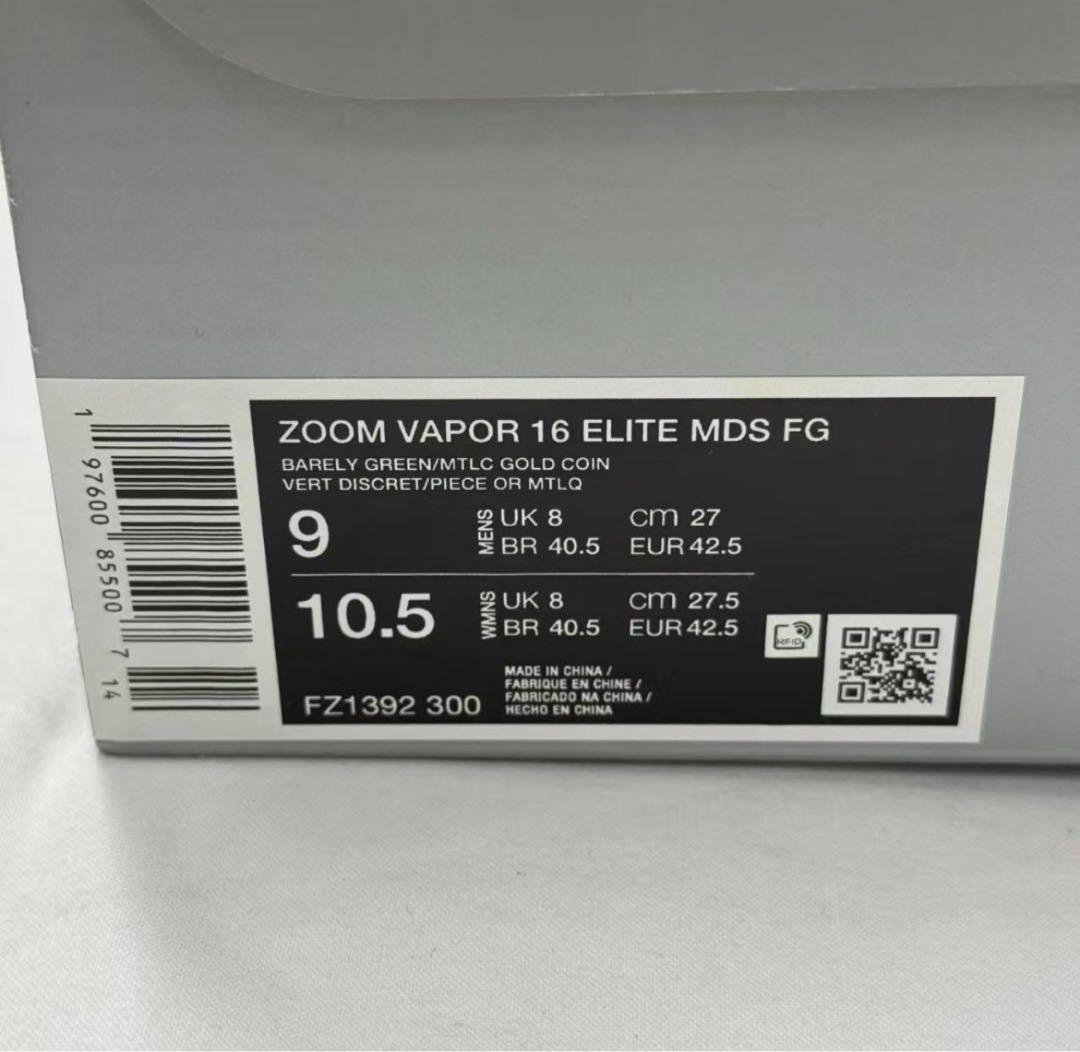 ZOOM VAPOR 16 ELITE MDS FG
BARELY GREEN/MTLC GOLD COIN
VERT DISCRET/PIECE OR MTLQ
9
MENS
UK 8 cm 27
BR 40.5 EUR 42.5
10.5
WMNS
UK 8 cm 27.5
BR 40.5 EUR 42.5
RFID
FZ1392 300
MADE IN CHINA /
FABRIQUE EN CHINE /
FABRICADO NA CHINA /
HECHO EN CHINA
1 97600 85500 7 14